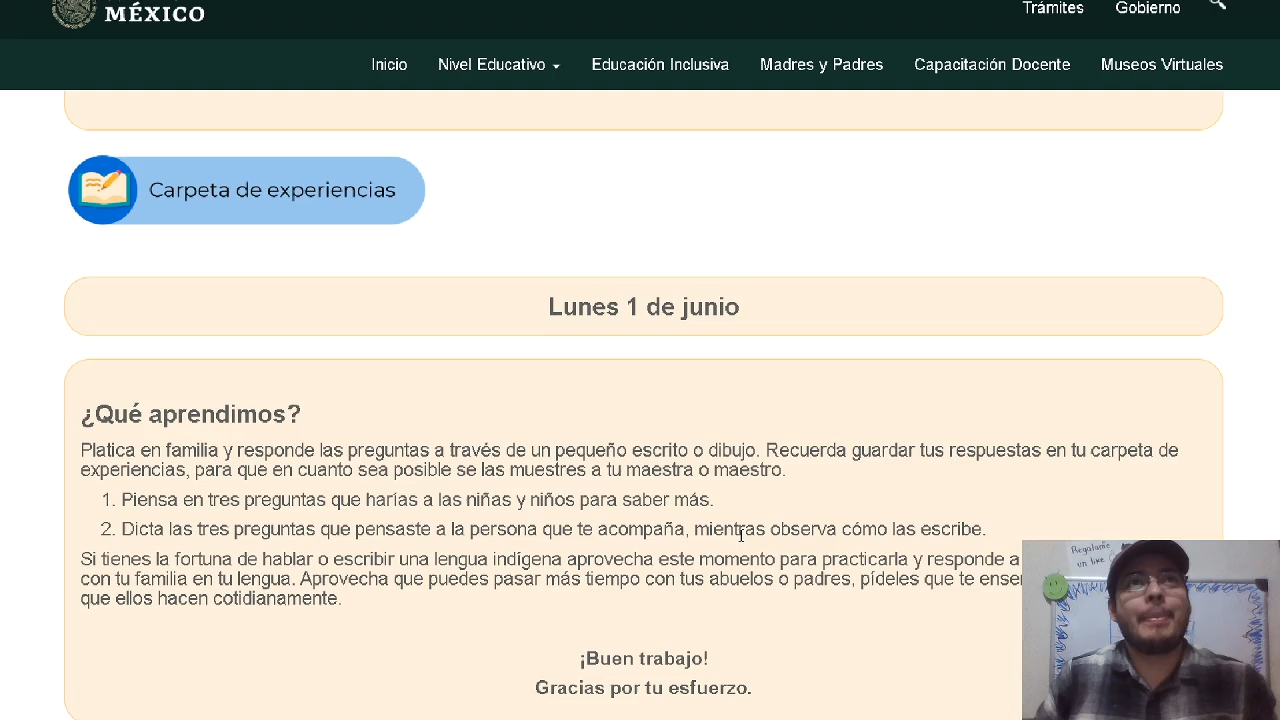 MÉXICO
Trámites Gobierno
Inicio Nivel Educativo Educación Inclusiva Madres y Padres Capacitación Docente Museos Virtuales
Carpeta de experiencias
Lunes 1 de junio
¿Qué aprendimos?
Platica en familia y responde las preguntas a través de un pequeño escrito o dibujo. Recuerda guardar tus respuestas en tu carpeta de
experiencias, para que en cuanto sea posible se las muestres a tu maestra o maestro.
1. Piensa en tres preguntas que harías a las niñas y niños para saber más.
2. Dicta las tres preguntas que pensaste a la persona que te acompaña, mientras observa cómo las escribe.
Si tienes la fortuna de hablar o escribir una lengua indígena aprovecha este momento para practicarla y responde a
con tu familia en tu lengua. Aprovecha que puedes pasar más tiempo con tus abuelos o padres, pídeles que te
que ellos hacen cotidianamente.
¡Buen trabajo!
Gracias por tu esfuerzo.
Regalame
un like